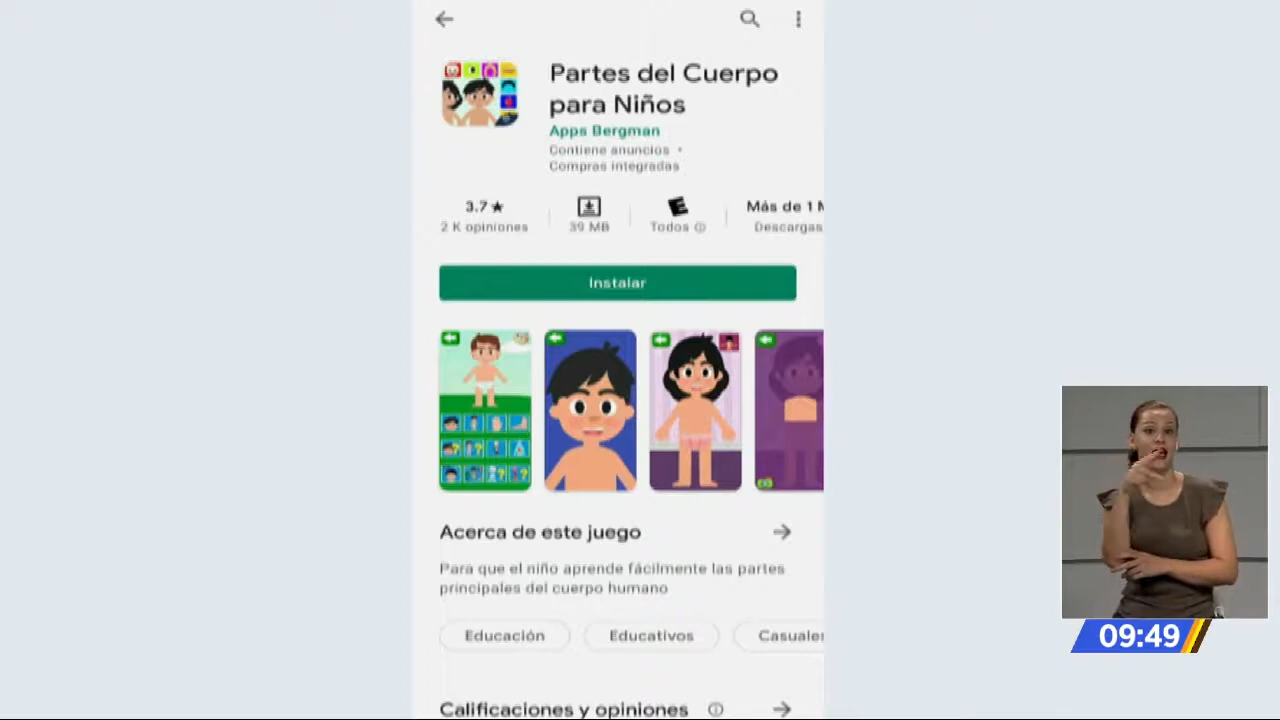 Partes del Cuerpo
para Niños
Apps Bergman
Contiene anuncios •
Compras integradas
3.7★
2 K opiniones
39 MB
E
Todos
Más de 1 M
Descargas
Instalar
Acerca de este juego
Para que el niño aprende fácilmente las partes
principales del cuerpo humano
Educación
Educativos
Casuales
Calificaciones y opiniones
09:49